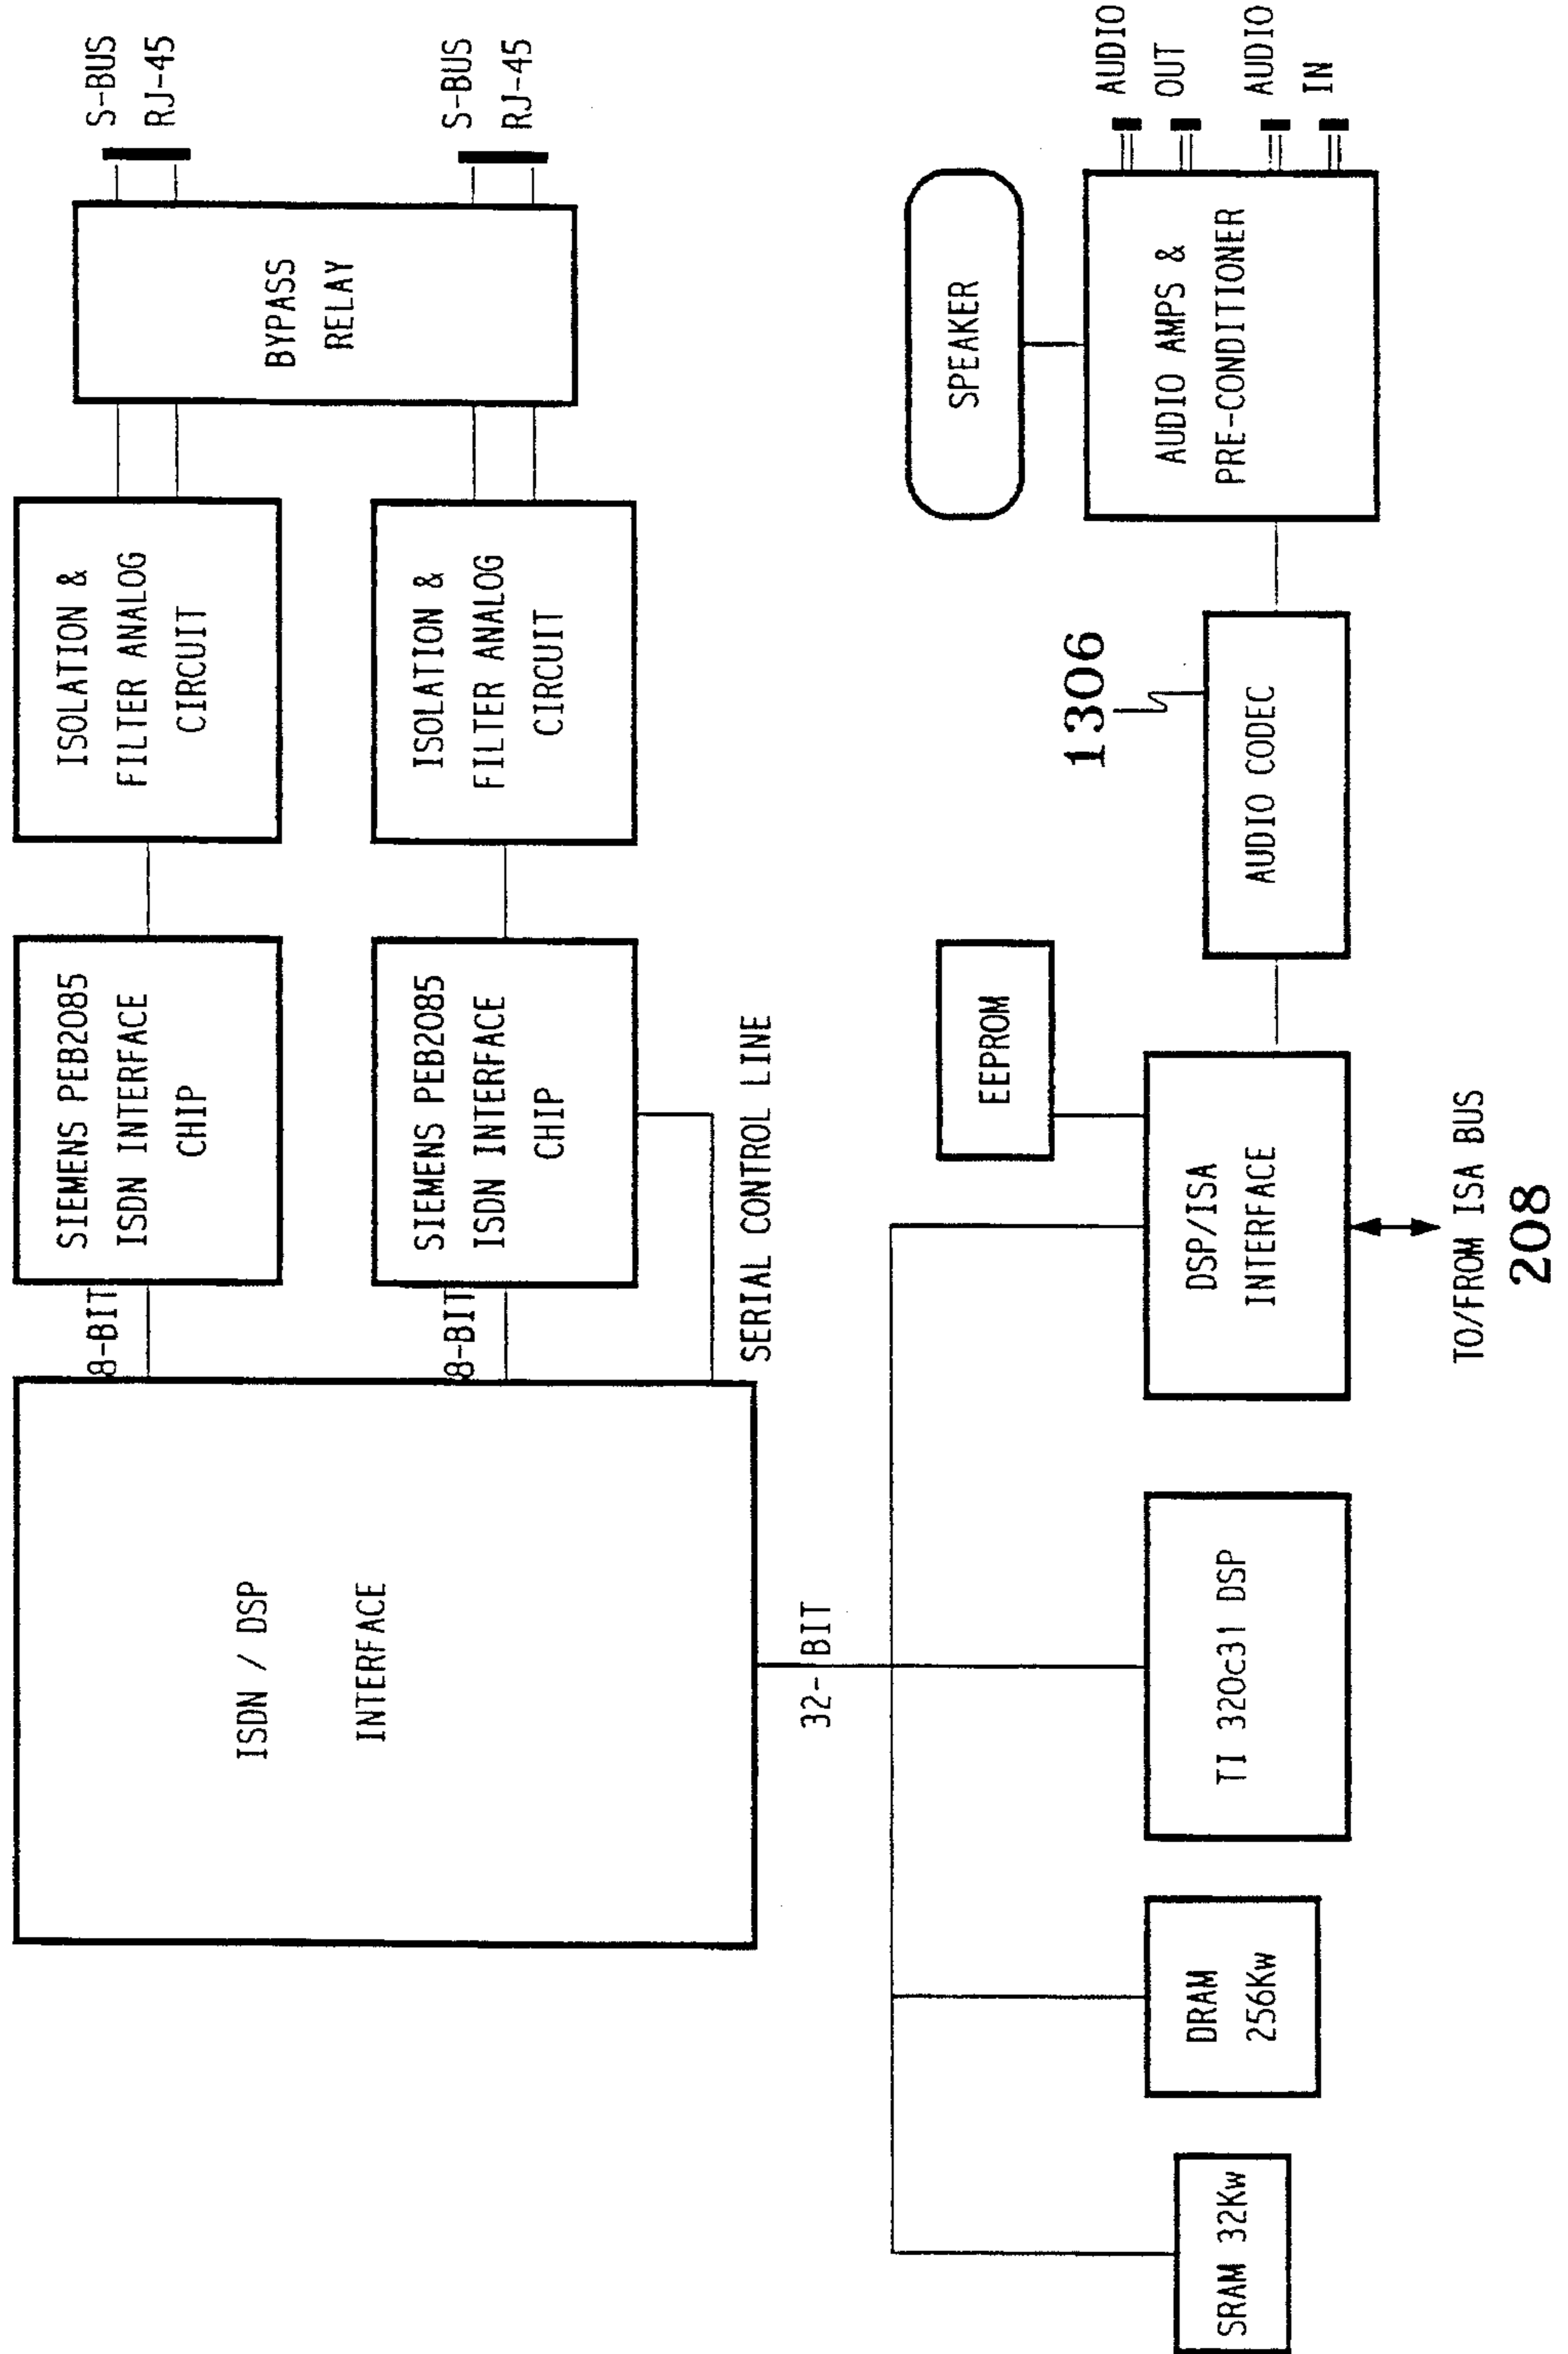 ISDN / DSP
INTERFACE
8-BIT
SIEMENS PEB2085
ISDN INTERFACE
CHIP
ISOLATION &
FILTER ANALOG
CIRCUIT
BYPASS
RELAY
S-BUS
RJ-45
8-BIT
SIEMENS PEB2085
ISDN INTERFACE
CHIP
ISOLATION &
FILTER ANALOG
CIRCUIT
S-BUS
RJ-45
SERIAL CONTROL LINE
32-BIT
SRAM 32Kw
DRAM
256Kw
TI 320c31 DSP
DSP/ISA
INTERFACE
EEPROM
1306
AUDIO CODEC
SPEAKER
AUDIO AMPS &
PRE-CONDITIONER
AUDIO
OUT
AUDIO
IN
TO/FROM ISA BUS
208